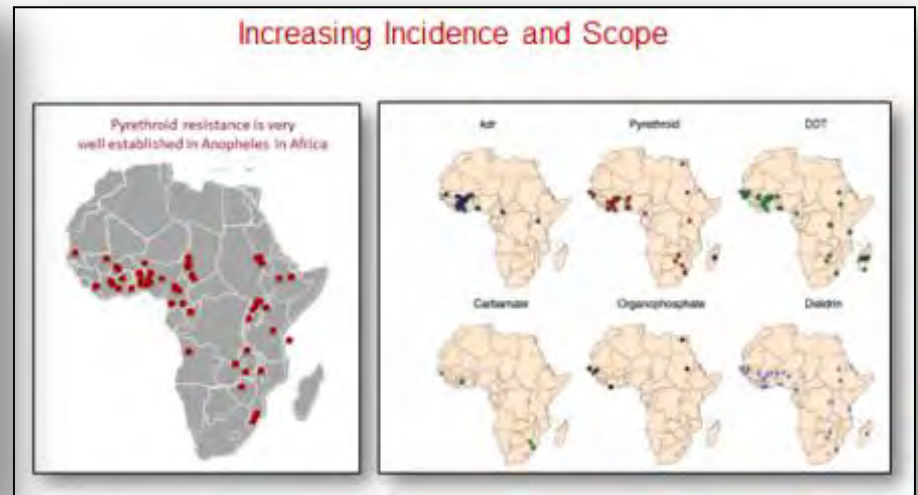 Increasing Incidence and Scope
Pyrethroid resistance is very
well established in Anopheles in Africa
kdr
Pyrethroid
DDT
Carbamate
Organophosphate
Dieldrin